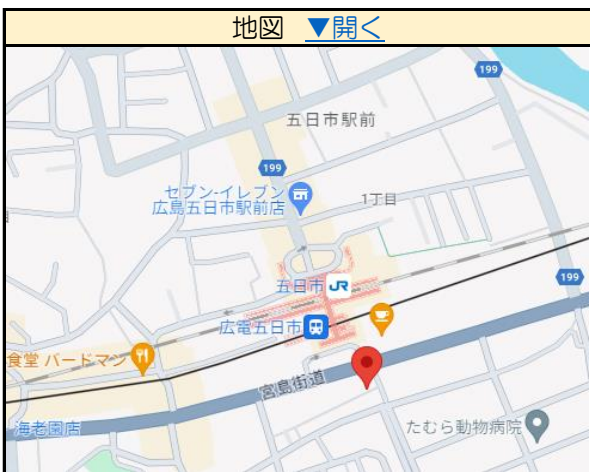 地図 ▼開く
199
五日市駅前
199
セブン-イレブン
広島五日市駅前店
1丁目
五日市 JR
199
広電五日市
食堂 バードマン
宮島街道
海老園店
たむら動物病院